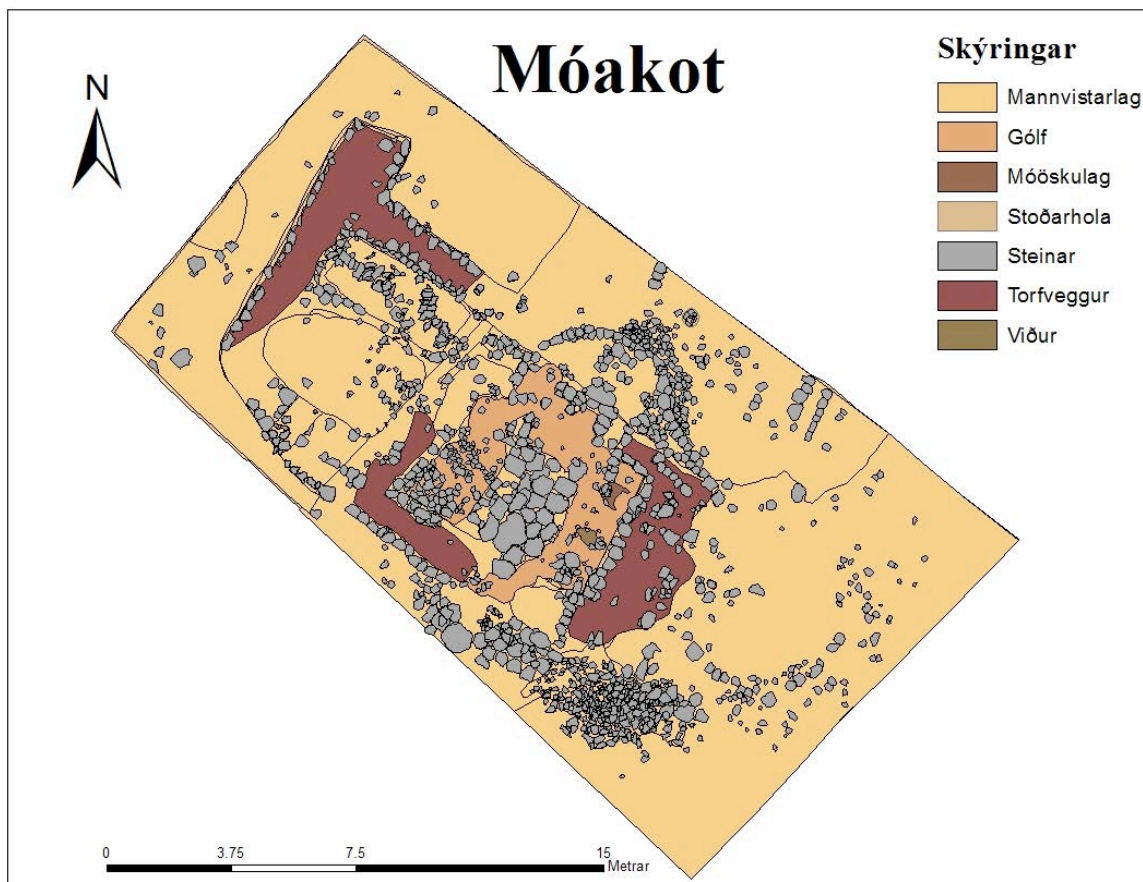 Móakot
N
Skýringar
Mannvistarlag
Gólf
Móöskulag
Stoðarhola
Steinar
Torfveggur
Viður
0 3.75 7.5 15
Metrar